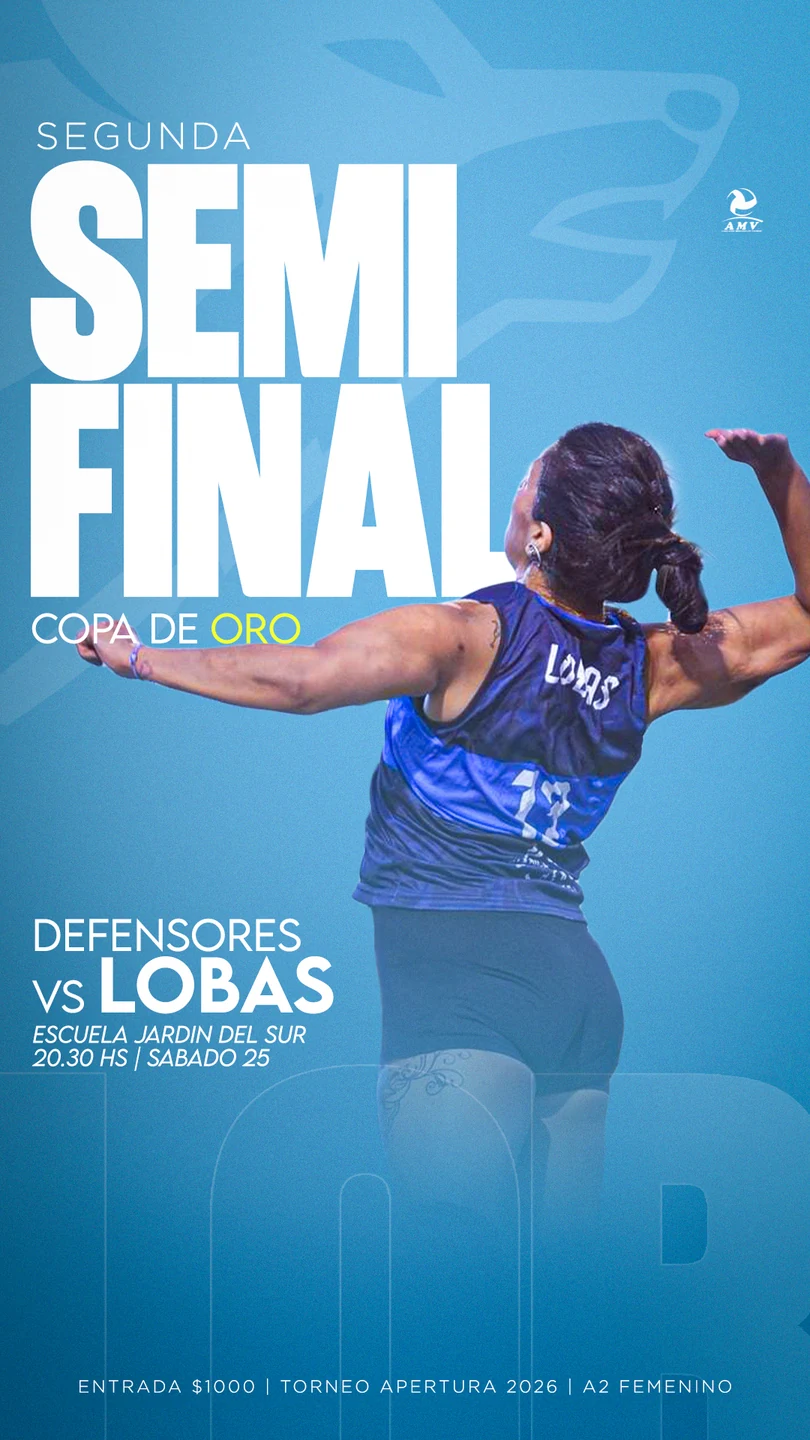 SEGUNDA
SEMI
FINAL
COPA DE ORO
AMV
LOBAS
17
DEFENSORES
VS LOBAS
ESCUELA JARDIN DEL SUR
20.30 HS | SABADO 25
ENTRADA $1000 | TORNEO APERTURA 2026 | A2 FEMENINO